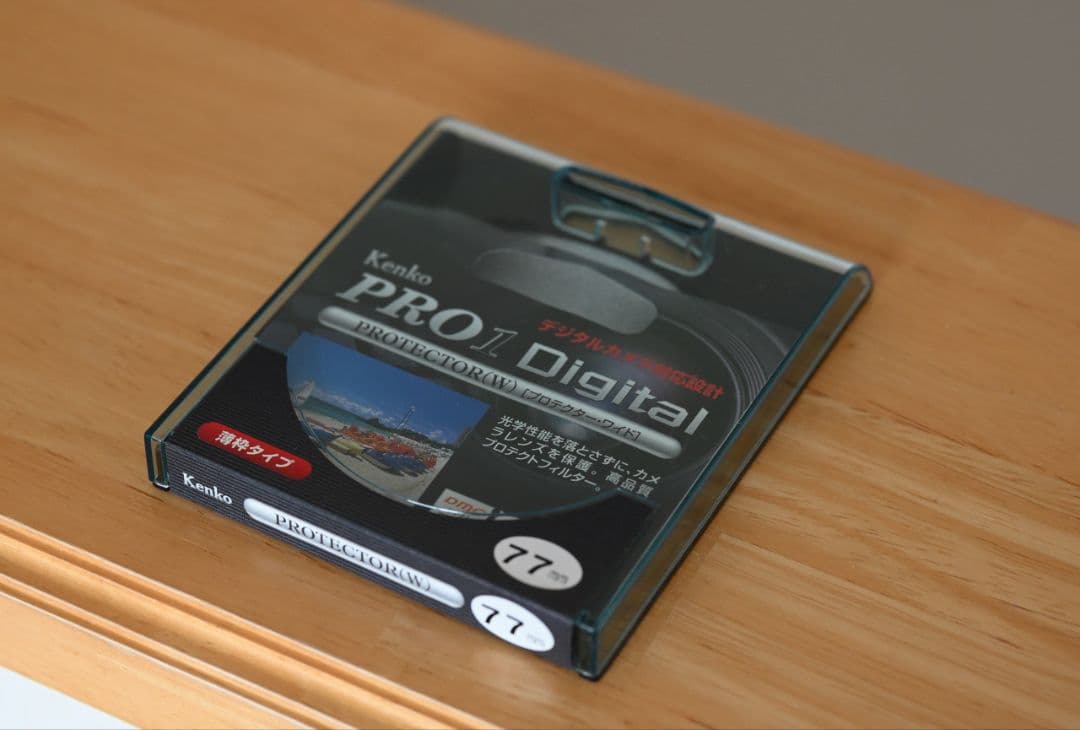 Kenko
PRO1 Digital
デジタルカメラ対応設計
PROTECTOR(W) [プロテクター・ワイド]
光学性能を落とさずに、カメ
ラレンズを保護。高品質
プロテクトフィルター。
薄枠タイプ
77mm
Kenko
PROTECTOR(W)
77mm